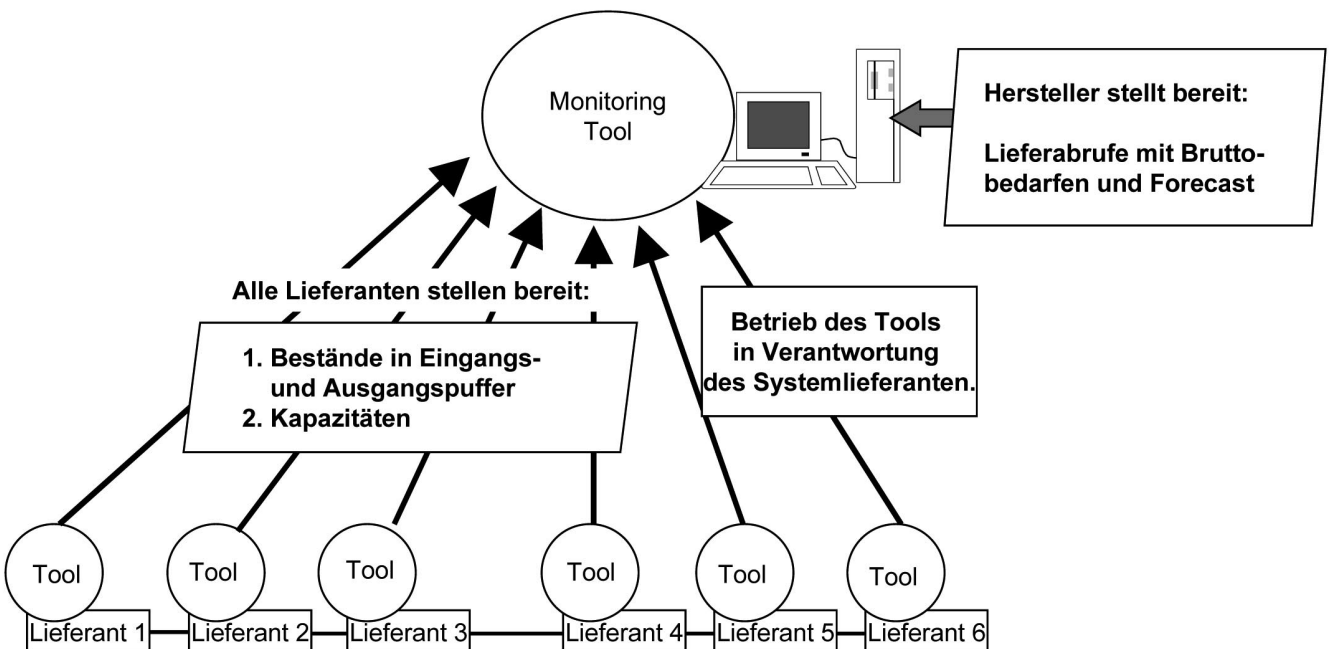 Monitoring
Tool
Hersteller stellt bereit:
Lieferabrufe mit Brutto-
bedarfen und Forecast
Alle Lieferanten stellen bereit:
1. Bestände in Eingangs-
und Ausgangspuffer
2. Kapazitäten
Betrieb des Tools
in Verantwortung
des Systemlieferanten.
Tool
Tool
Tool
Tool
Tool
Tool
Lieferant 1
Lieferant 2
Lieferant 3
Lieferant 4
Lieferant 5
Lieferant 6